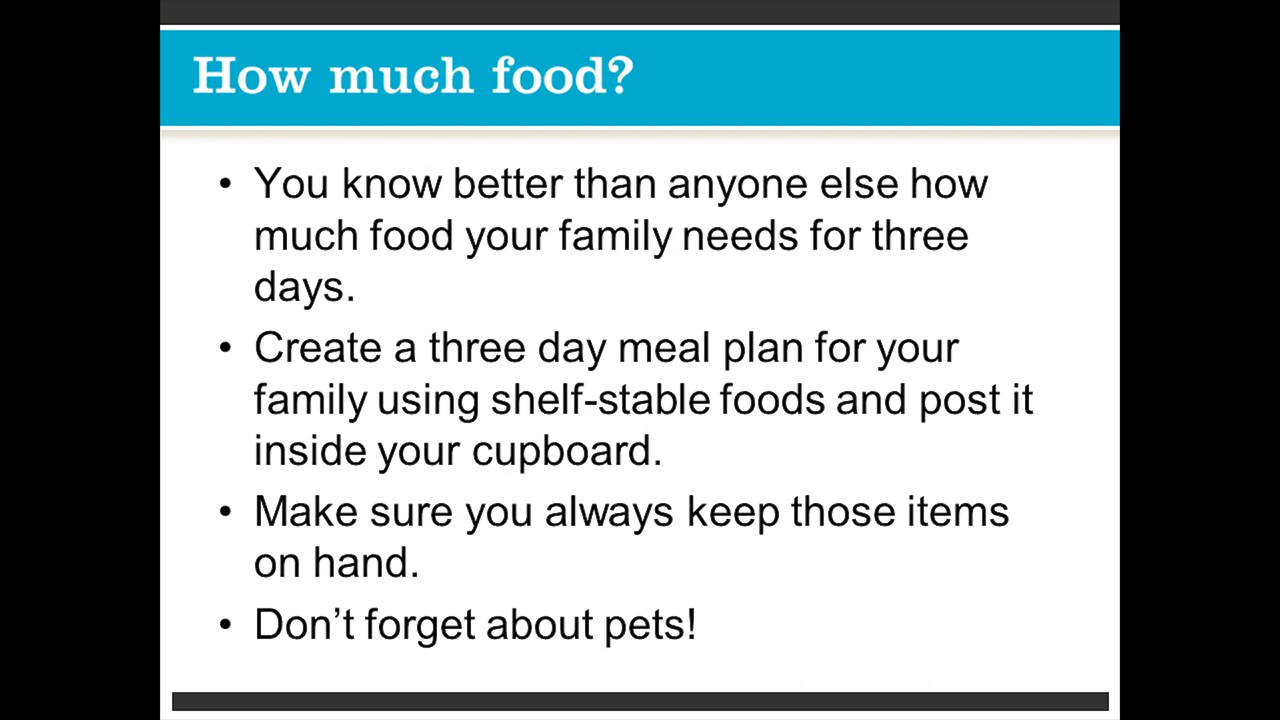 How much food?
• You know better than anyone else how
much food your family needs for three
days.
• Create a three day meal plan for your
family using shelf-stable foods and post it
inside your cupboard.
• Make sure you always keep those items
on hand.
• Don’t forget about pets!